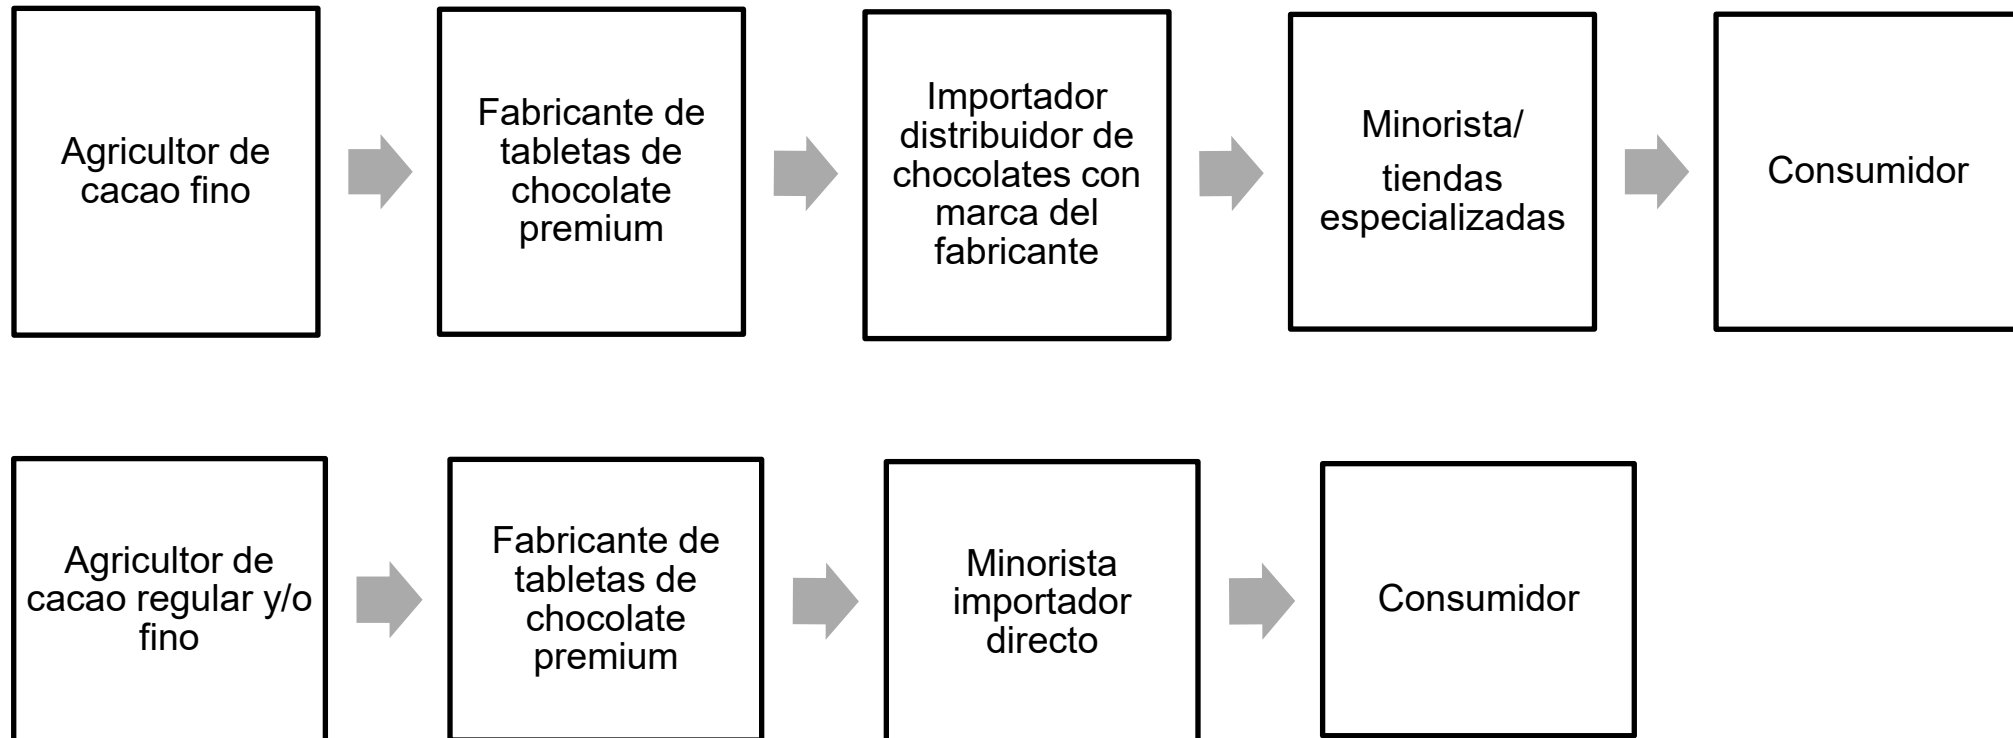 Agricultor de
cacao fino
Fabricante de
tabletas de
chocolate
premium
Importador
distribuidor de
chocolates con
marca del
fabricante
Minorista/
tiendas
especializadas
Consumidor
Agricultor de
cacao regular y/o
fino
Fabricante de
tabletas de
chocolate
premium
Minorista
importador
directo
Consumidor